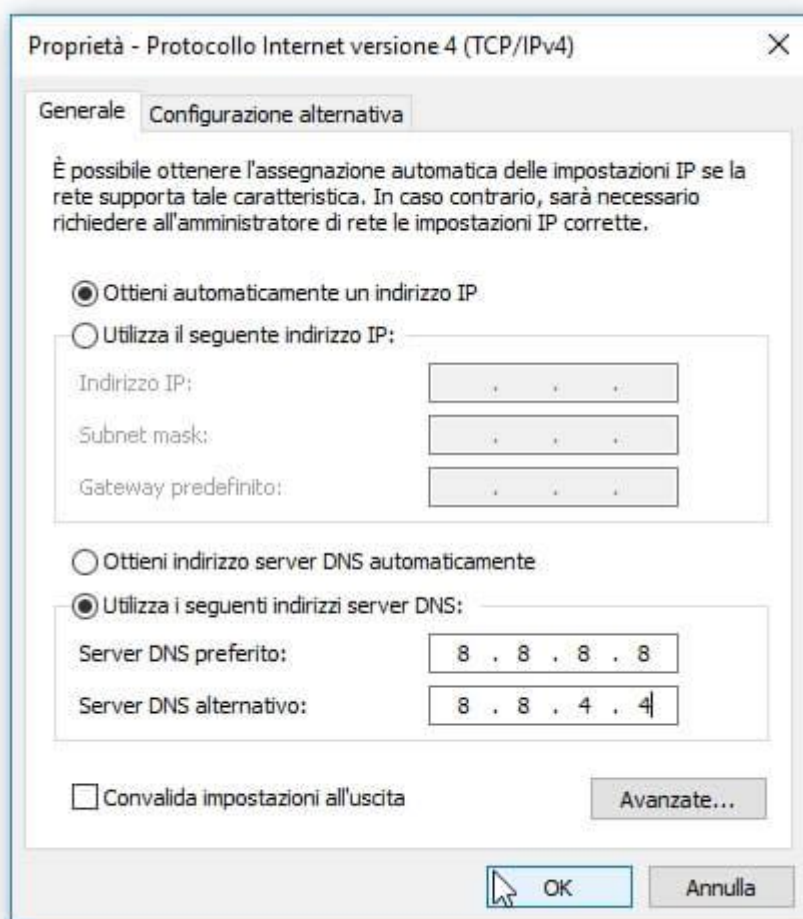 Proprietà - Protocollo Internet versione 4 (TCP/IPv4)
Generale
Configurazione alternativa
È possibile ottenere l'assegnazione automatica delle impostazioni IP se la
rete supporta tale caratteristica. In caso contrario, sarà necessario
richiedere all'amministratore di rete le impostazioni IP corrette.
Ottieni automaticamente un indirizzo IP
Utilizza il seguente indirizzo IP:
Indirizzo IP: . . .
Subnet mask: . . .
Gateway predefinito: . . .
Ottieni indirizzo server DNS automaticamente
Utilizza i seguenti indirizzi server DNS:
Server DNS preferito: 8 . 8 . 8 . 8
Server DNS alternativo: 8 . 8 . 4 . 4
Convalida impostazioni all'uscita
Avanzate...
OK
Annulla